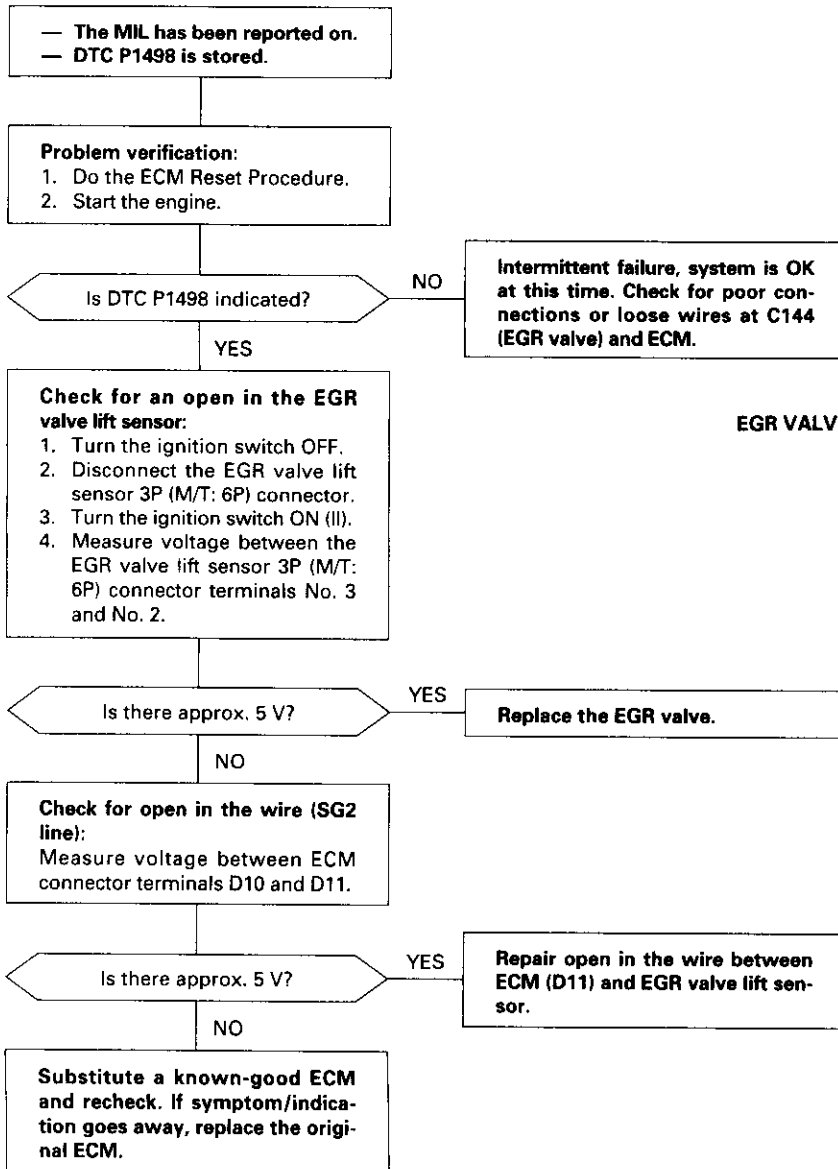 — The MIL has been reported on.
— DTC P1498 is stored.
Problem verification:
1. Do the ECM Reset Procedure.
2. Start the engine.
Is DTC P1498 indicated?
NO
Intermittent failure, system is OK
at this time. Check for poor con-
nections or loose wires at C144
(EGR valve) and ECM.
YES
Check for an open in the EGR
valve lift sensor:
1. Turn the ignition switch OFF.
2. Disconnect the EGR valve lift
sensor 3P (M/T: 6P) connector.
3. Turn the ignition switch ON (II).
4. Measure voltage between the
EGR valve lift sensor 3P (M/T:
6P) connector terminals No. 3
and No. 2.
EGR VALV
Is there approx. 5 V?
YES
Replace the EGR valve.
NO
Check for open in the wire (SG2
line):
Measure voltage between ECM
connector terminals D10 and D11.
Is there approx. 5 V?
YES
Repair open in the wire between
ECM (D11) and EGR valve lift sen-
sor.
NO
Substitute a known-good ECM
and recheck. If symptom/indica-
tion goes away, replace the origi-
nal ECM.